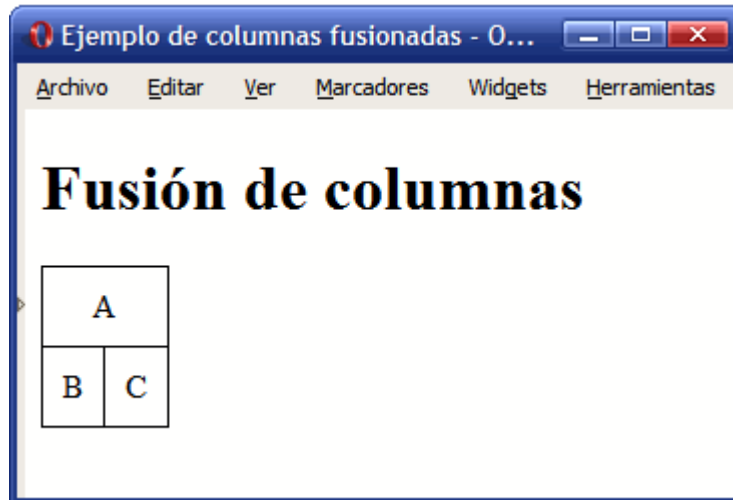 Ejemplo de columnas fusionadas - O...
Archivo Editar Ver Marcadores Widgets Herramientas
Fusión de columnas
A
B C